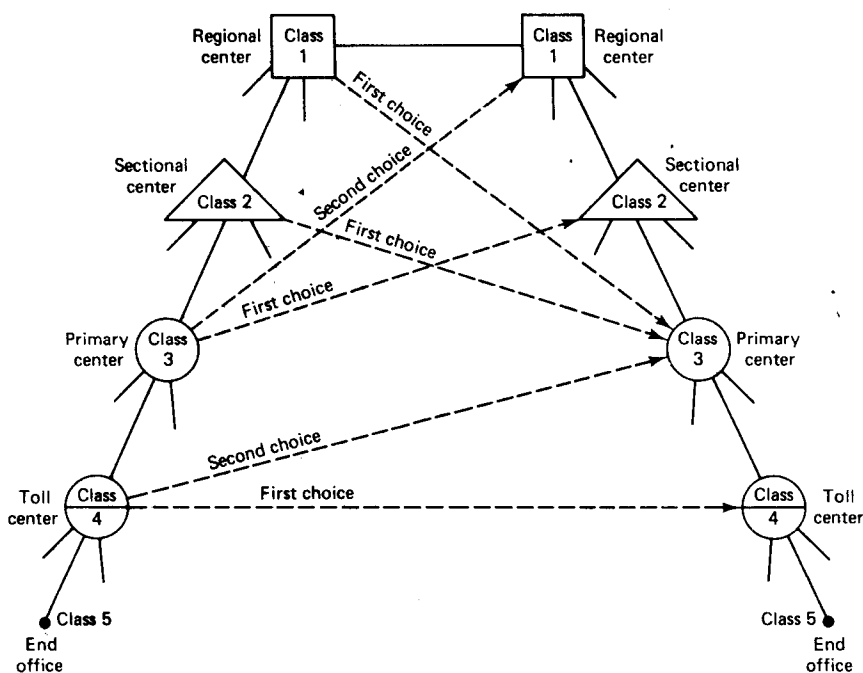 Regional
center
Class
1
Class
1
Regional
center
First choice
Second choice
Sectional
center
Class 2
First choice
Class 2
Sectional
center
First choice
Primary
center
Class
3
Class
3
Primary
center
Second choice
Toll
center
Class
4
First choice
Class
4
Toll
center
Class 5
End
office
Class 5
End
office